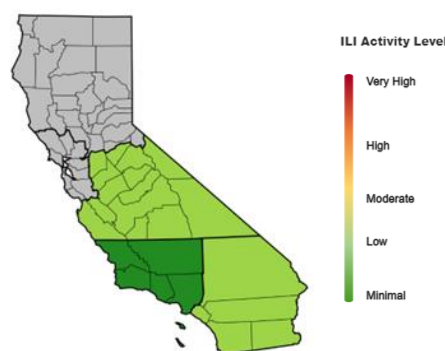 ILI Activity Level
Very High
High
Moderate
Low
Minimal